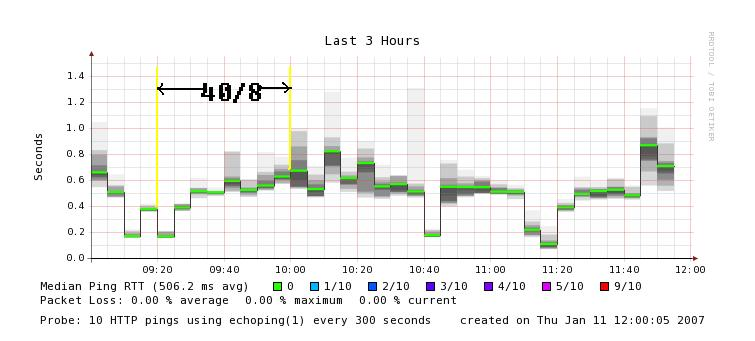 Last 3 Hours
RRDTOOL / TOBI OETIKER
40/8
Seconds
1.4
1.2
1.0
0.8
0.6
0.4
0.2
0.0
09:20 09:40 10:00 10:20 10:40 11:00 11:20 11:40 12:00
Median Ping RTT (506.2 ms avg) 0 1/10 2/10 3/10 4/10 5/10 9/10
Packet Loss: 0.00 % average 0.00 % maximum 0.00 % current
Probe: 10 HTTP pings using echoping(1) every 300 seconds created on Thu Jan 11 12:00:05 2007